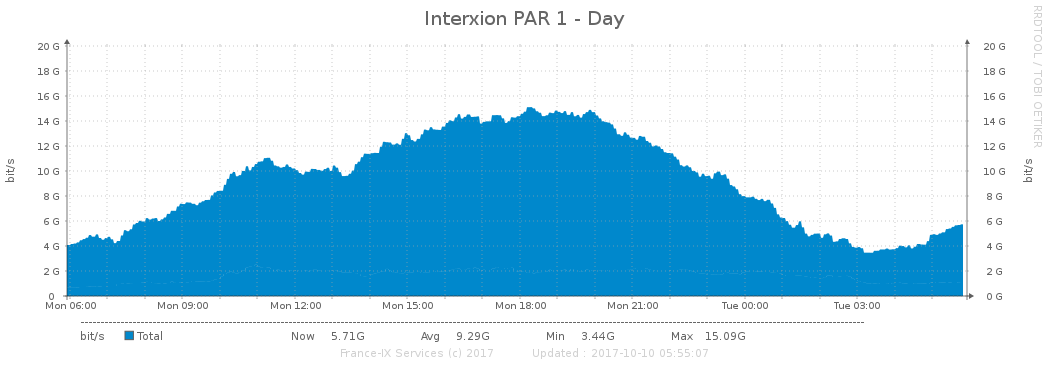 Interxion PAR 1 - Day
RRDTOOL / TOBI OETIKER
20 G 20 G
18 G 18 G
16 G 16 G
14 G 14 G
12 G 12 G
10 G 10 G
8 G 8 G
6 G 6 G
4 G 4 G
2 G 2 G
0 0 G
bit/s
bit/s
Mon 06:00 Mon 09:00 Mon 12:00 Mon 15:00 Mon 18:00 Mon 21:00 Tue 00:00 Tue 03:00
bit/s Total Now 5.71G Avg 9.29G Min 3.44G Max 15.09G
France-IX Services (c) 2017 Updated : 2017-10-10 05:55:07